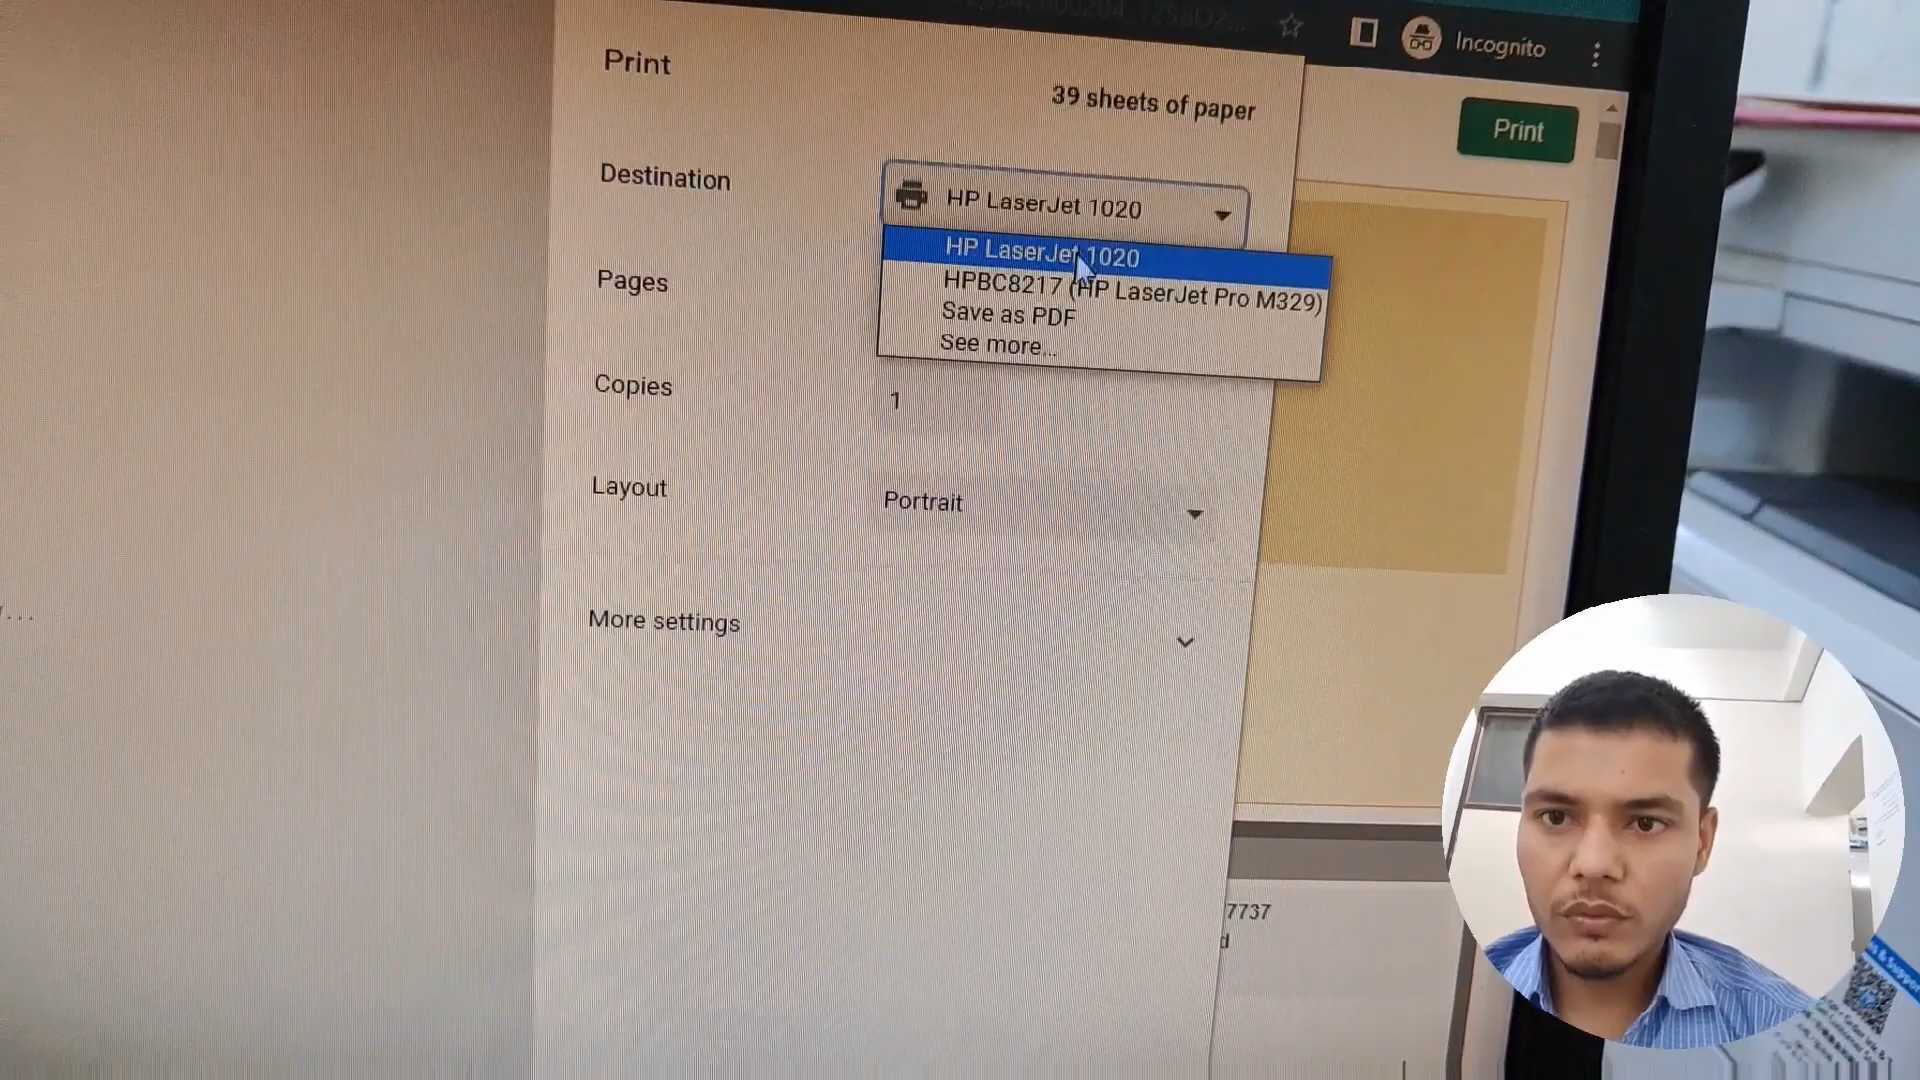 Incognito
Print
39 sheets of paper
Print
Destination
HP LaserJet 1020
HP LaserJet 1020
HPBC8217 (HP LaserJet Pro M329)
Save as PDF
See more...
Pages
Copies
1
Layout
Portrait
More settings
7737
d